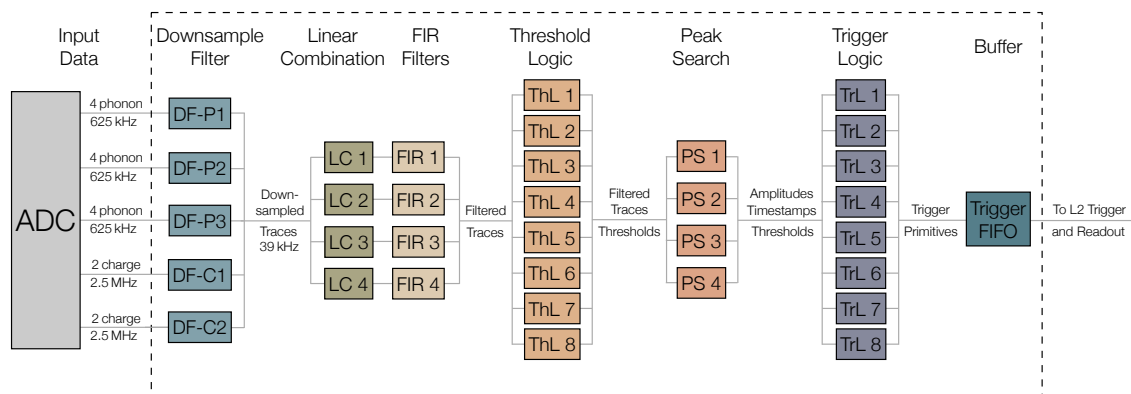 Input
Data
Downsample
Filter
Linear
Combination
FIR
Filters
Threshold
Logic
Peak
Search
Trigger
Logic
Buffer
ADC
4 phonon
625 kHz
4 phonon
625 kHz
4 phonon
625 kHz
2 charge
2.5 MHz
2 charge
2.5 MHz
DF-P1
DF-P2
DF-P3
DF-C1
DF-C2
Down-
sampled
Traces
39 kHz
LC 1
LC 2
LC 3
LC 4
FIR 1
FIR 2
FIR 3
FIR 4
Filtered
Traces
ThL 1
ThL 2
ThL 3
ThL 4
ThL 5
ThL 6
ThL 7
ThL 8
Filtered
Traces
Thresholds
PS 1
PS 2
PS 3
PS 4
Amplitudes
Timestamps
Thresholds
TrL 1
TrL 2
TrL 3
TrL 4
TrL 5
TrL 6
TrL 7
TrL 8
Trigger
Primitives
Trigger
FIFO
To L2 Trigger
and Readout